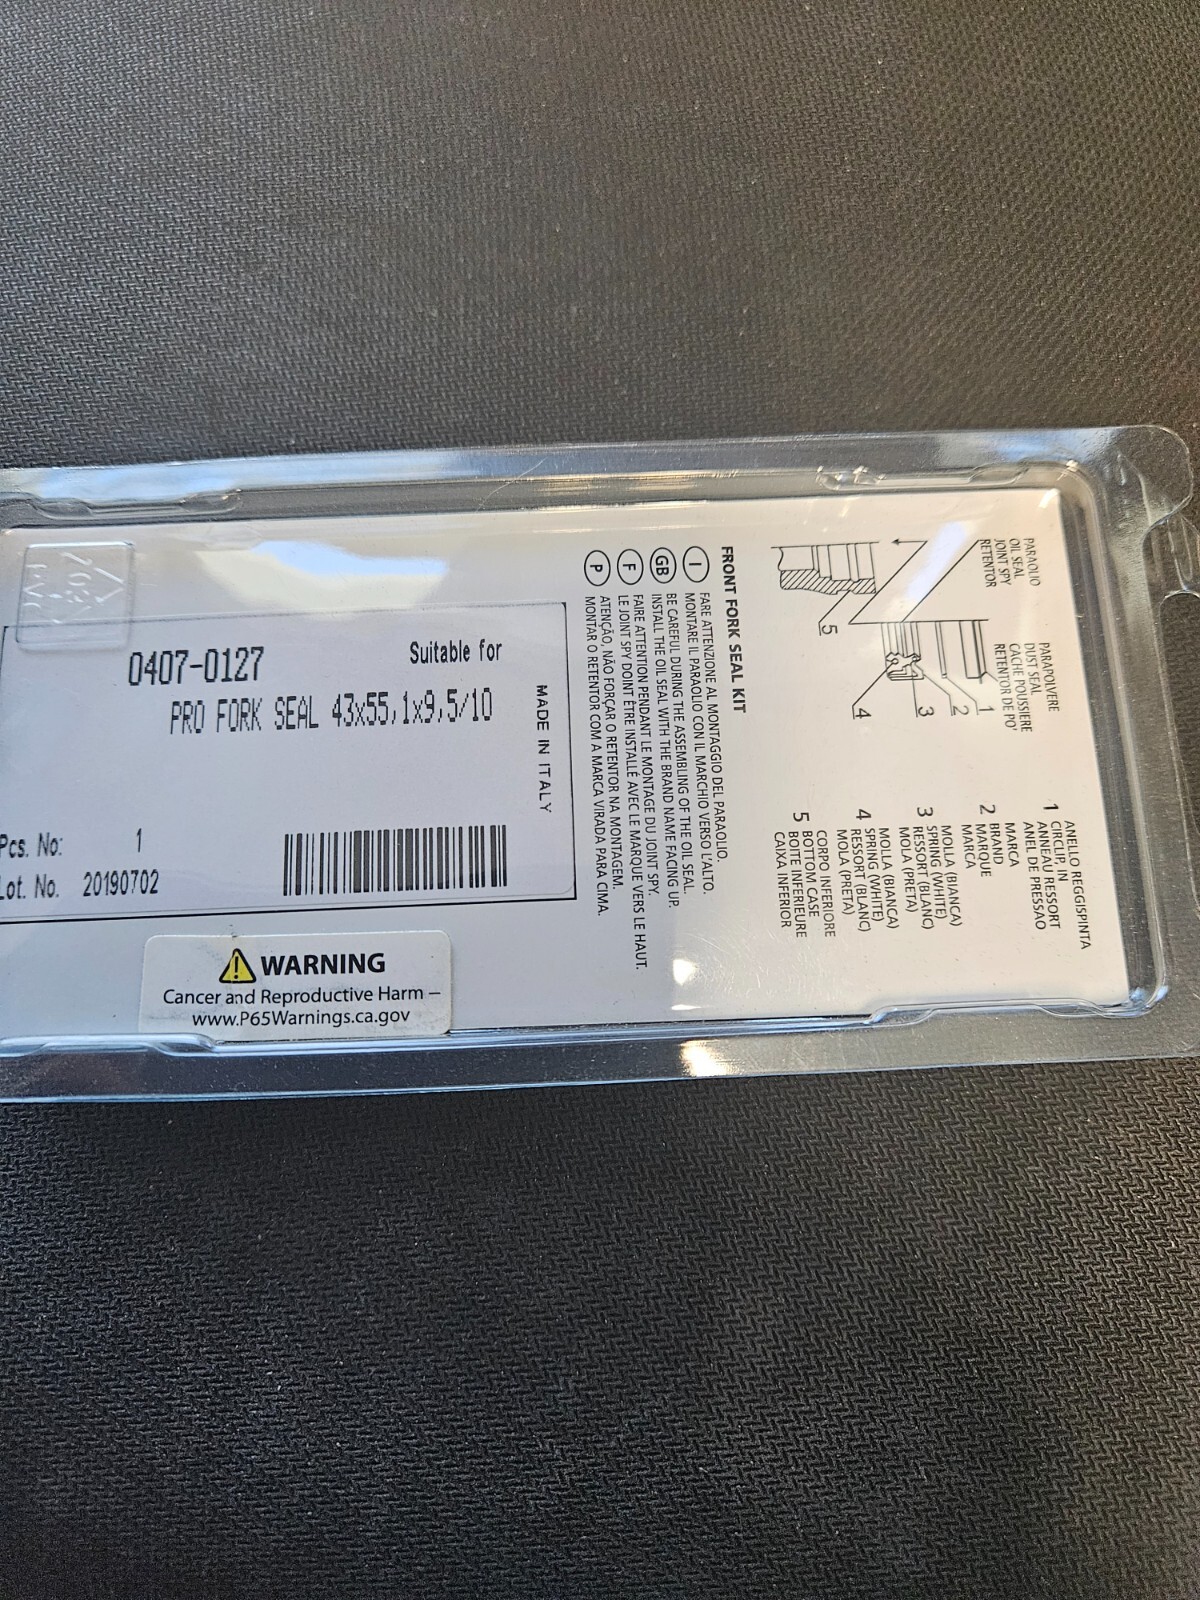 PARAOLIO
OIL SEAL
JOINT SPY
RETENTOR
PARAPOLVERE
DUST SEAL
CACHE POUSSIERE
RETENTOR DE PO'
1
2
3
4
5
ANELLO REGGISPINTA
1 CIRCLIP, IN
ANNEAU RESSORT
ANEL DE PRESSAO
MARCA
2 BRAND
MARQUE
MARCA
MOLLA (BIANCA)
3 SPRING (WHITE)
RESSORT (BLANC)
MOLA (PRETA)
MOLLA (BIANCA)
4 SPRING (WHITE)
RESSORT (BLANC)
MOLA (PRETA)
CORPO INFERIORE
5 BOTTOM CASE
BOITE INFERIEURE
CAIXA INFERIOR
FRONT FORK SEAL KIT
I FARE ATTENZIONE AL MONTAGGIO DEL PARAOLIO,
MONTARE IL PARAOLIO CON IL MARCHIO VERSO L'ALTO.
GB BE CAREFUL DURING THE ASSEMBLING OF THE OIL SEAL.
INSTALL THE OIL SEAL WITH THE BRAND NAME FACING UP.
F FAIRE ATTENTION PENDANT LE MONTAGE DU JOINT SPY.
LE JOINT SPY DOINT ÊTRE INSTALLÉ AVEC LE MARQUE VERS LE HAUT.
P ATENÇAO, NÃO FORÇAR O RETENTOR NA MONTAGEM.
MONTAR O RETENTOR COM A MARCA VIRADA PARA CIMA.
MADE IN ITALY
Suitable for
0407-0127
PRO FORK SEAL 43x55,1x9,5/10
Pcs. No: 1
Lot. No. 20190702
WARNING
Cancer and Reproductive Harm –
www.P65Warnings.ca.gov